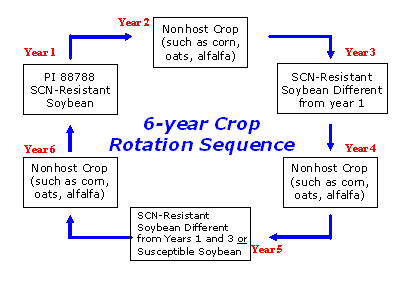 Year 1
PI 88788
SCN-Resistant
Soybean
Year 2
Nonhost Crop
(such as corn,
oats, alfalfa)
Year 3
SCN-Resistant
Soybean Different
from year 1
6-year Crop
Rotation Sequence
Year 4
Nonhost Crop
(such as corn,
oats, alfalfa)
SCN-Resistant
Soybean Different
from Years 1 and 3 or
Susceptible Soybean
Year 5
Year 6
Nonhost Crop
(such as corn,
oats, alfalfa)